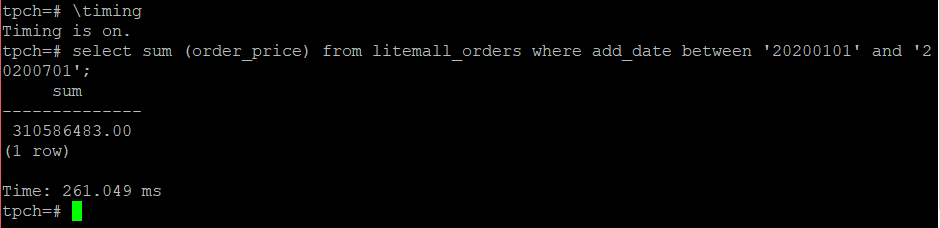 tpch=# \timing
Timing is on.
tpch=# select sum (order_price) from litemall_orders where add_date between '20200101' and '2
0200701';
     sum
--------------
 310586483.00
(1 row)

Time: 261.049 ms
tpch=#